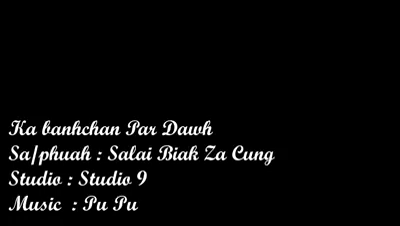 Ka banhchan Par Dawh
Sa/phuah : Salai Biak Za Cung
Studio : Studio 9
Music : Pu Pu